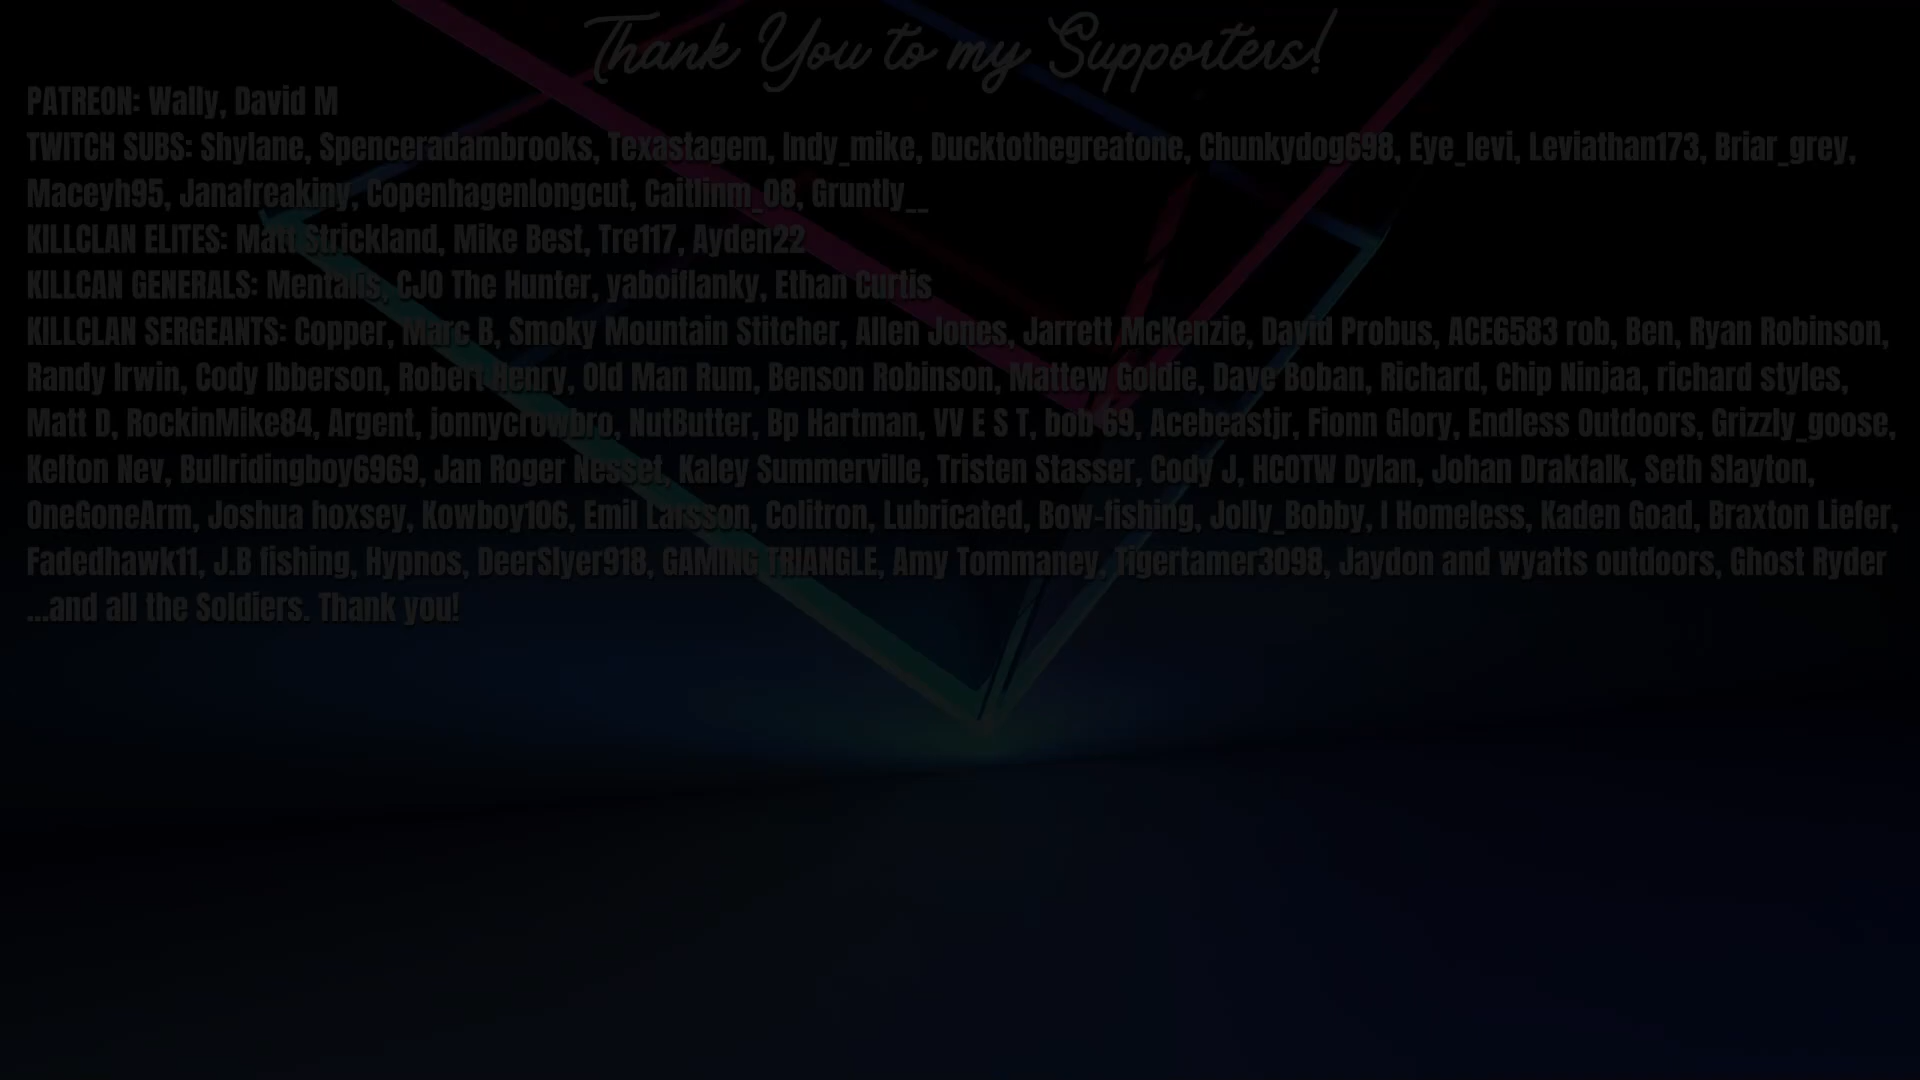 Thank You to my Supporters!
PATREON: Wally, David M
TWITCH SUBS: Shylane, Spenceradambrooks, Texastagem, Indy_mike, Ducktothegreatone, Chunkydog698, Eye_levi, Leviathan173, Briar_grey,
Maceyh95, Janafreakiny, Copenhagenlongcut, Caitlinm_08, Gruntly__
KILLCLAN ELITES: Matt Strickland, Mike Best, Tre117, Ayden22
KILLCAN GENERALS: Mentalis, CJO The Hunter, yaboiflanky, Ethan Curtis
KILLCLAN SERGEANTS: Copper, Marc B, Smoky Mountain Stitcher, Allen Jones, Jarrett McKenzie, David Probus, ACE6583 rob, Ben, Ryan Robinson,
Randy Irwin, Cody Ibberson, Robert Henry, Old Man Rum, Benson Robinson, Mattew Goldie, Dave Boban, Richard, Chip Ninjaa, richard styles,
Matt D, RockinMike84, Argent, jonnycrowbro, NutButter, Bp Hartman, VV E S T, bob 69, Acebeastjr, Fionn Glory, Endless Outdoors, Grizzly_goose,
Kelton Nev, Bullridingboy6969, Jan Roger Nesset, Kaley Summerville, Tristen Stasser, Cody J, HCOTW Dylan, Johan Drakfalk, Seth Slayton,
OneGoneArm, Joshua hoxsey, Kowboy106, Emil Larsson, Colitron, Lubricated, Bow-fishing, Jolly_Bobby, I Homeless, Kaden Goad, Braxton Liefer,
Fadedhawk11, J.B fishing, Hypnos, DeerSlyer918, GAMING TRIANGLE, Amy Tommaney, Tigertamer3098, Jaydon and wyatts outdoors, Ghost Ryder
...and all the Soldiers. Thank you!